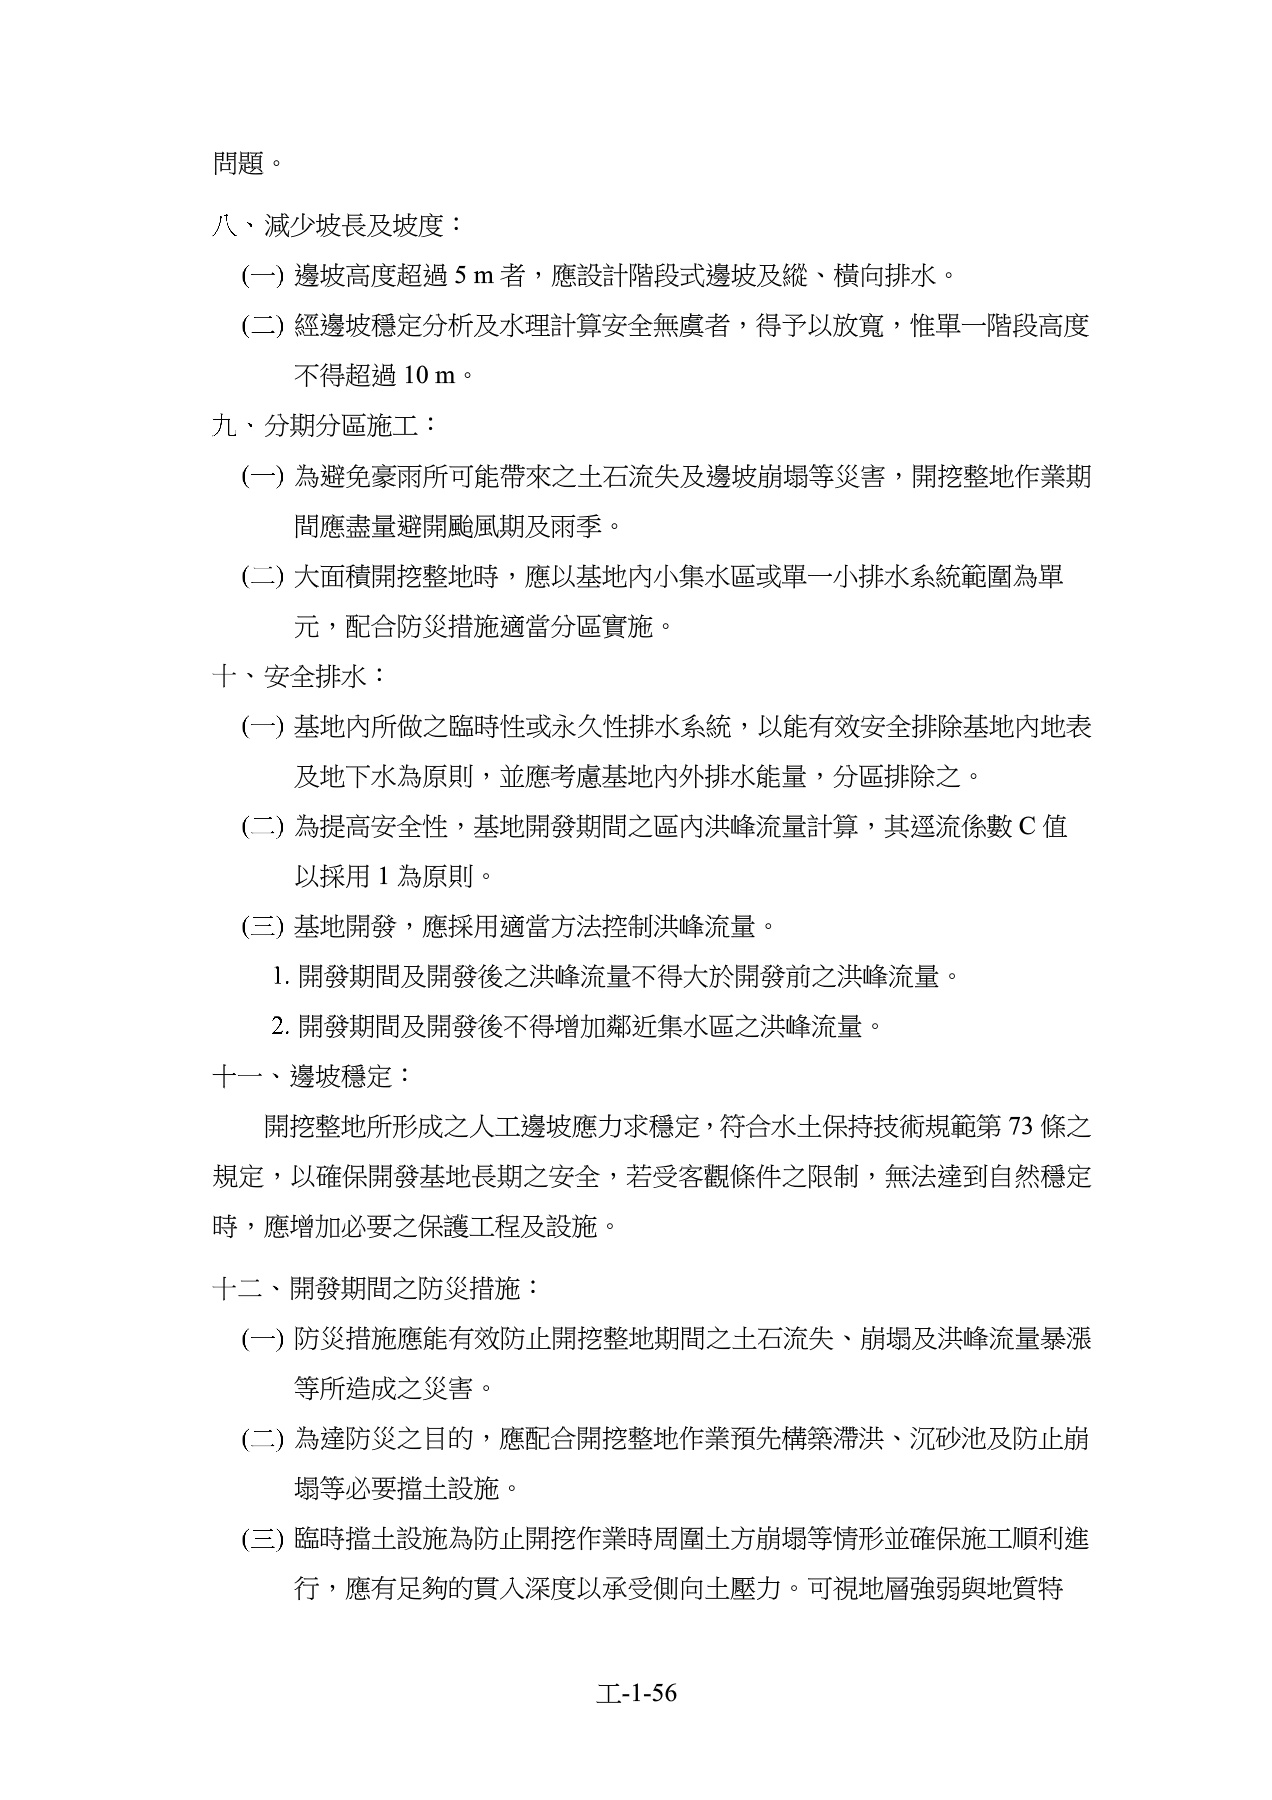 問題。
八、減少坡長及坡度：
(一) 邊坡高度超過 5 m 者，應設計階段式邊坡及縱、橫向排水。
(二) 經邊坡穩定分析及水理計算安全無虞者，得予以放寬，惟單一階段高度
不得超過 10 m。
九、分期分區施工：
(一) 為避免豪雨所可能帶來之土石流失及邊坡崩塌等災害，開挖整地作業期
間應盡量避開颱風期及雨季。
(二) 大面積開挖整地時，應以基地內小集水區或單一小排水系統範圍為單
元，配合防災措施適當分區實施。
十、安全排水：
(一) 基地內所做之臨時性或永久性排水系統，以能有效安全排除基地內地表
及地下水為原則，並應考慮基地內外排水能量，分區排除之。
(二) 為提高安全性，基地開發期間之區內洪峰流量計算，其逕流係數 C 值
以採用 1 為原則。
(三) 基地開發，應採用適當方法控制洪峰流量。
1. 開發期間及開發後之洪峰流量不得大於開發前之洪峰流量。
2. 開發期間及開發後不得增加鄰近集水區之洪峰流量。
十一、邊坡穩定：
開挖整地所形成之人工邊坡應力求穩定，符合水土保持技術規範第 73 條之
規定，以確保開發基地長期之安全，若受客觀條件之限制，無法達到自然穩定
時，應增加必要之保護工程及設施。
十二、開發期間之防災措施：
(一) 防災措施應能有效防止開挖整地期間之土石流失、崩塌及洪峰流量暴漲
等所造成之災害。
(二) 為達防災之目的，應配合開挖整地作業預先構築滯洪、沉砂池及防止崩
塌等必要擋土設施。
(三) 臨時擋土設施為防止開挖作業時周圍土方崩塌等情形並確保施工順利進
行，應有足夠的貫入深度以承受側向土壓力。可視地層強弱與地質特
工-1-56